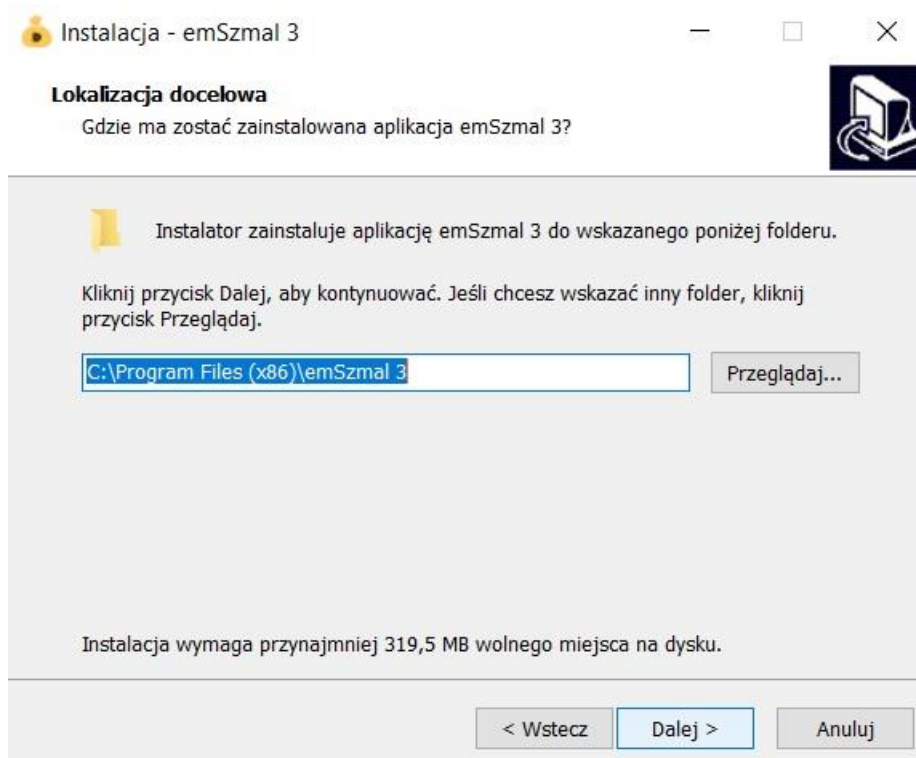 Instalacja - emSzmal 3
Lokalizacja docelowa
Gdzie ma zostać zainstalowana aplikacja emSzmal 3?
Instalator zainstaluje aplikację emSzmal 3 do wskazanego poniżej folderu.
Kliknij przycisk Dalej, aby kontynuować. Jeśli chcesz wskazać inny folder, kliknij
przycisk Przeglądaj.
C:\Program Files (x86)\emSzmal 3
Przeglądaj...
Instalacja wymaga przynajmniej 319,5 MB wolnego miejsca na dysku.
< Wstecz
Dalej >
Anuluj